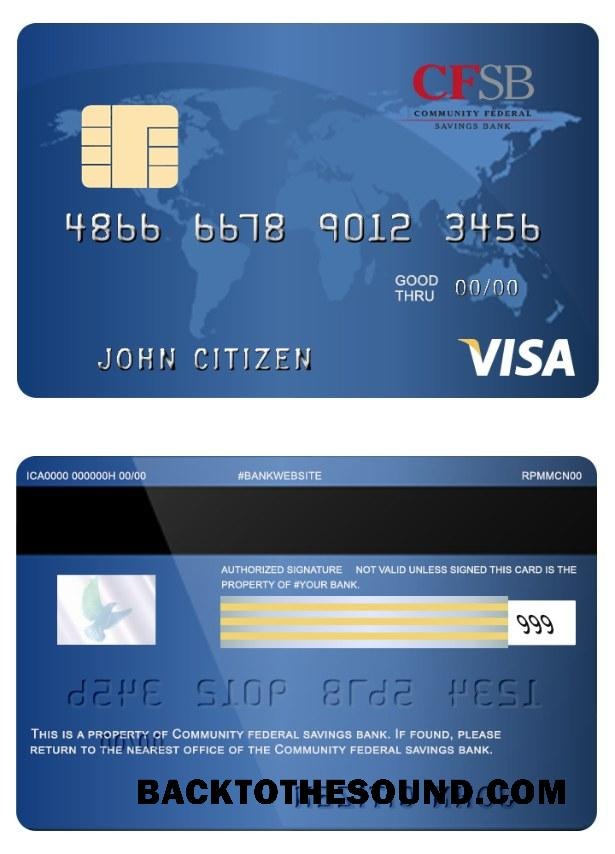 CFSB
COMMUNITY FEDERAL
SAVINGS BANK
4866 6678 9012 3456
GOOD
THRU 00/00
JOHN CITIZEN
VISA
ICA0000 000000H 00/00 #BANKWEBSITE RPMMCN00
AUTHORIZED SIGNATURE NOT VALID UNLESS SIGNED THIS CARD IS THE
PROPERTY OF #YOUR BANK.
999
THIS IS A PROPERTY OF COMMUNITY FEDERAL SAVINGS BANK. IF FOUND, PLEASE
RETURN TO THE NEAREST OFFICE OF THE COMMUNITY FEDERAL SAVINGS BANK.
BACKTOTHESOUND.COM